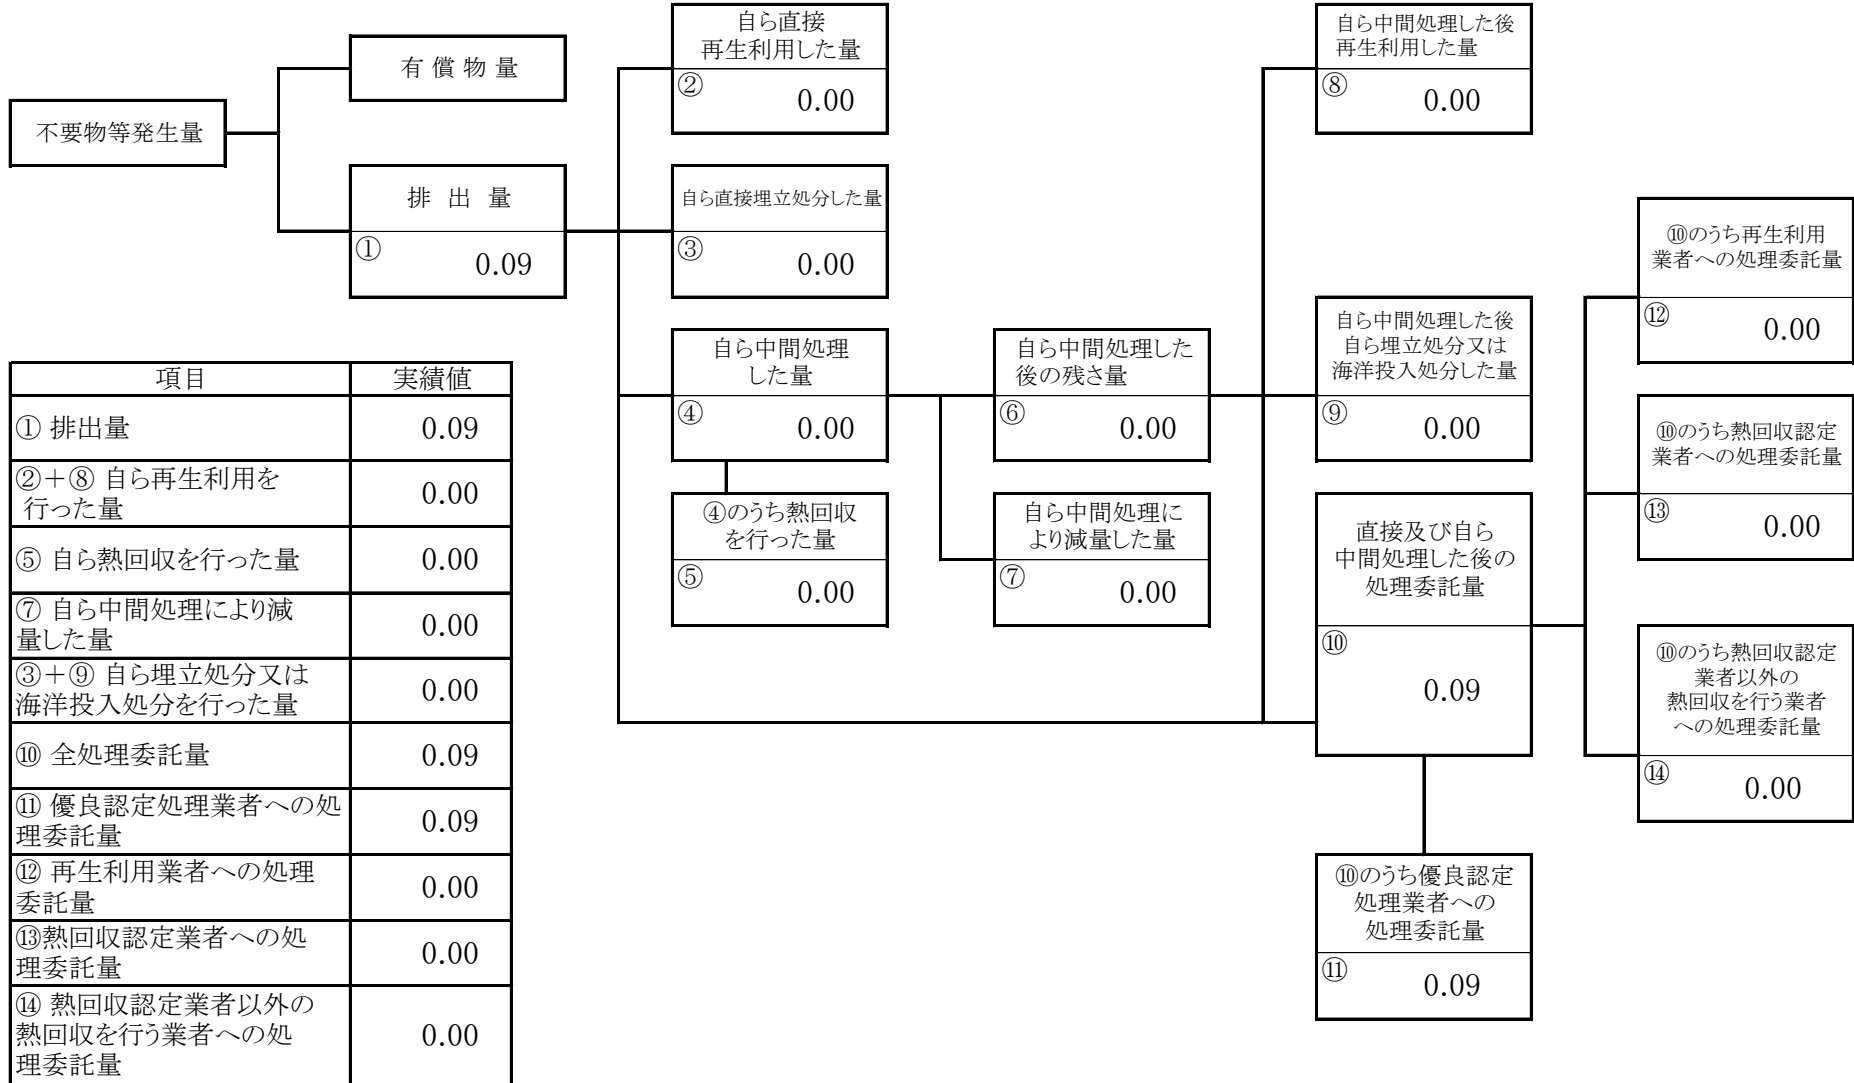 不要物等発生量
有 償 物 量
排 出 量
① 0.09
自ら直接
再生利用した量
② 0.00
自ら直接埋立処分した量
③ 0.00
自ら中間処理
した量
④ 0.00
④のうち熱回収
を行った量
⑤ 0.00
自ら中間処理した
後の残さ量
⑥ 0.00
自ら中間処理に
より減量した量
⑦ 0.00
自ら中間処理した後
再生利用した量
⑧ 0.00
自ら中間処理した後
自ら埋立処分又は
海洋投入処分した量
⑨ 0.00
直接及び自ら
中間処理した後の
処理委託量
⑩
0.09
⑩のうち優良認定
処理業者への
処理委託量
⑪ 0.09
⑩のうち再生利用
業者への処理委託量
⑫ 0.00
⑩のうち熱回収認定
業者への処理委託量
⑬ 0.00
⑩のうち熱回収認定
業者以外の
熱回収を行う業者
への処理委託量
⑭ 0.00
項目 実績値
① 排出量 0.09
②+⑧ 自ら再生利用を
行った量 0.00
⑤ 自ら熱回収を行った量 0.00
⑦ 自ら中間処理により減
量した量 0.00
③+⑨ 自ら埋立処分又は
海洋投入処分を行った量 0.00
⑩ 全処理委託量 0.09
⑪ 優良認定処理業者への処
理委託量 0.09
⑫ 再生利用業者への処理
委託量 0.00
⑬熱回収認定業者への処
理委託量 0.00
⑭ 熱回収認定業者以外の
熱回収を行う業者への処
理委託量 0.00